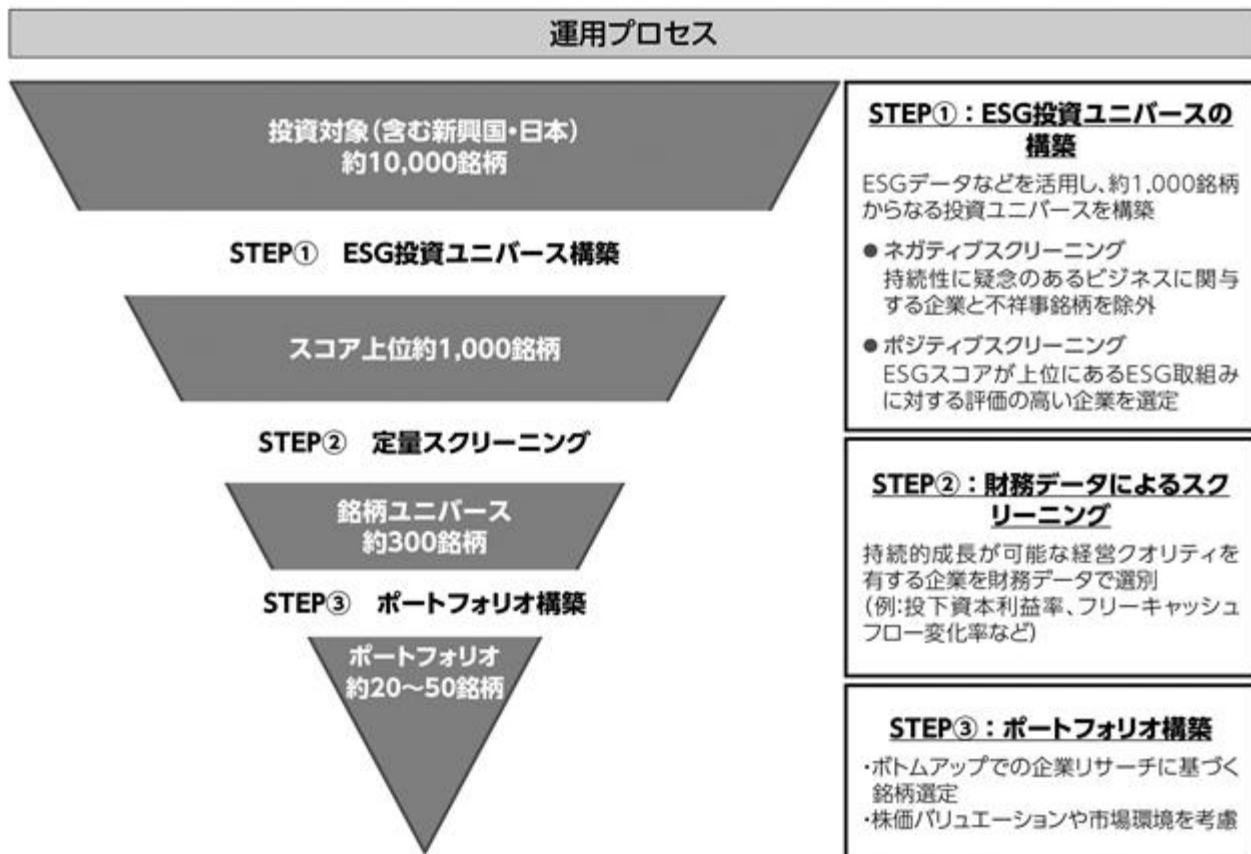 運用プロセス
投資対象(含む新興国・日本)
約10,000銘柄
STEP① ESG投資ユニバース構築
スコア上位約1,000銘柄
STEP② 定量スクリーニング
銘柄ユニバース
約300銘柄
STEP③ ポートフォリオ構築
ポートフォリオ
約20〜50銘柄
STEP①:ESG投資ユニバースの
構築
ESGデータなどを活用し、約1,000銘柄
からなる投資ユニバースを構築
● ネガティブスクリーニング
持続性に疑念のあるビジネスに関与
する企業と不祥事銘柄を除外
● ポジティブスクリーニング
ESGスコアが上位にあるESG取組み
に対する評価の高い企業を選定
STEP②:財務データによるスク
リーニング
持続的成長が可能な経営クオリティを
有する企業を財務データで選別
(例:投下資本利益率、フリーキャッシュ
フロー変化率など)
STEP③:ポートフォリオ構築
・ボトムアップでの企業リサーチに基づく
銘柄選定
・株価バリュエーションや市場環境を考慮